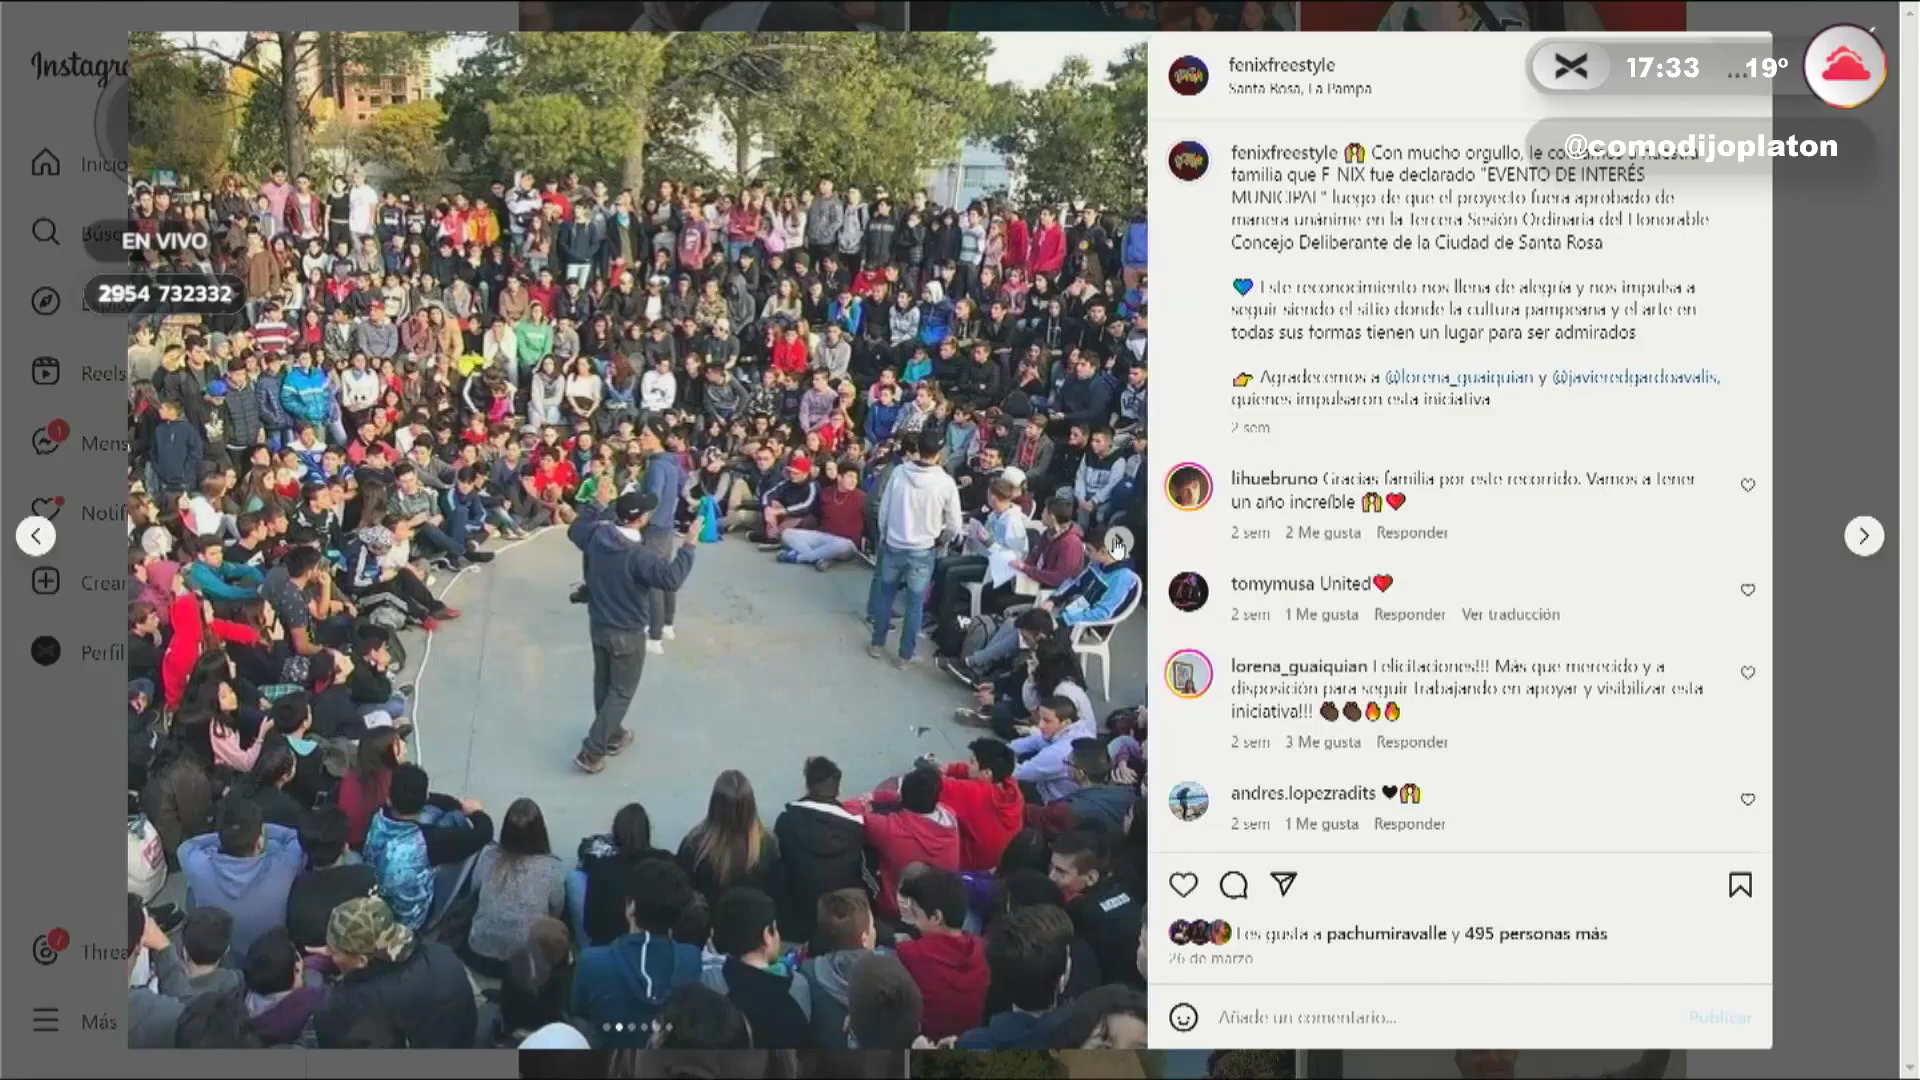 Instagra
Inicio
Búsq
EN VIVO
2954 732332
Reels
Mens
1
Notif
Crear
Perfil
7
Threa
Más
fenixfreestyle
Santa Rosa, La Pampa
17:33
...19°
@comodijoplaton
fenixfreestyle 🙌 Con mucho orgullo, le
familia que F NIX fue declarado "EVENTO DE INTERÉS
MUNICIPAL" luego de que el proyecto fuera aprobado de
manera unánime en la Tercera Sesión Ordinaria del Honorable
Concejo Deliberante de la Ciudad de Santa Rosa
💙 Este reconocimiento nos llena de alegría y nos impulsa a
seguir siendo el sitio donde la cultura pampeana y el arte en
todas sus formas tienen un lugar para ser admirados
👉 Agradecemos a @lorena_guaiquian y @javieredgardoavalis,
quienes impulsaron esta iniciativa
2 sem
lihuebruno Gracias familia por este recorrido. Vamos a tener
un año increíble 🙌❤️
2 sem 2 Me gusta Responder
tomymusa United❤️
2 sem 1 Me gusta Responder Ver traducción
lorena_guaiquian Felicitaciones!!! Más que merecido y a
disposición para seguir trabajando en apoyar y visibilizar esta
iniciativa!!! 👏🏿👏🏿🔥🔥
2 sem 3 Me gusta Responder
andres.lopezradits 🖤🙌
2 sem 1 Me gusta Responder
Les gusta a pachumiravalle y 495 personas más
26 de marzo
Añade un comentario...
Publicar